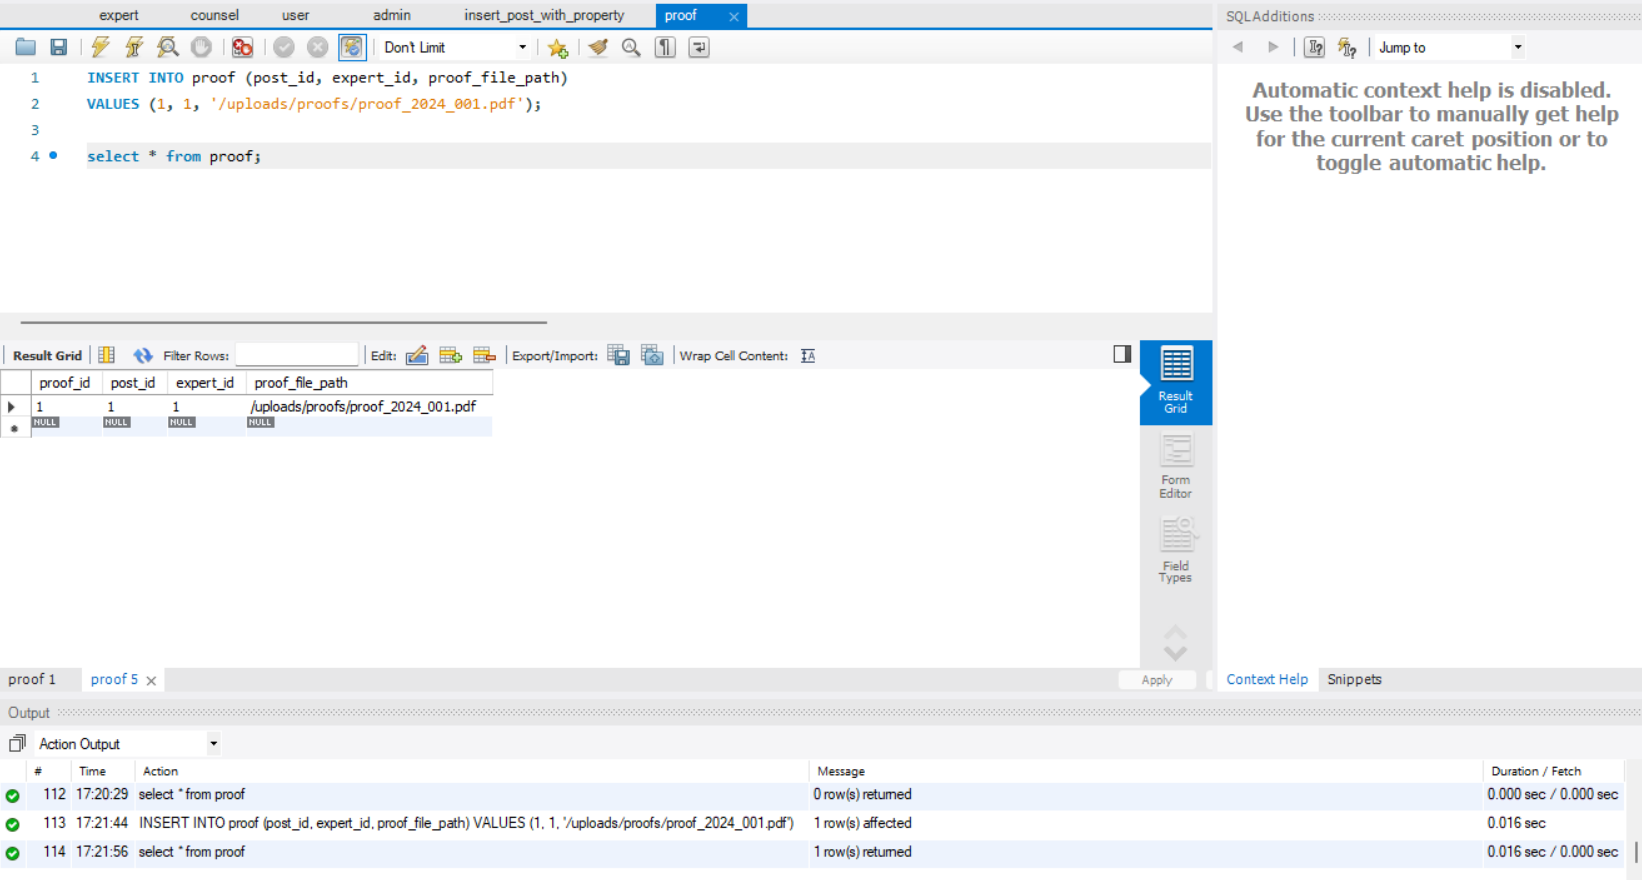 expert counsel user admin insert_post_with_property proof
SQLAdditions
Don't Limit
Jump to
1 INSERT INTO proof (post_id, expert_id, proof_file_path)
2 VALUES (1, 1, '/uploads/proofs/proof_2024_001.pdf');
3
4 select * from proof;
Automatic context help is disabled.
Use the toolbar to manually get help
for the current caret position or to
toggle automatic help.
Result Grid Filter Rows: Edit: Export/Import: Wrap Cell Content: IA
proof_id post_id expert_id proof_file_path
1 1 1 /uploads/proofs/proof_2024_001.pdf
NULL NULL NULL NULL
Result
Grid
Form
Editor
Field
Types
proof 1 proof 5
Apply
Context Help Snippets
Output
Action Output
# Time Action Message Duration / Fetch
112 17:20:29 select * from proof 0 row(s) returned 0.000 sec / 0.000 sec
113 17:21:44 INSERT INTO proof (post_id, expert_id, proof_file_path) VALUES (1, 1, '/uploads/proofs/proof_2024_001.pdf') 1 row(s) affected 0.016 sec
114 17:21:56 select * from proof 1 row(s) returned 0.016 sec / 0.000 sec